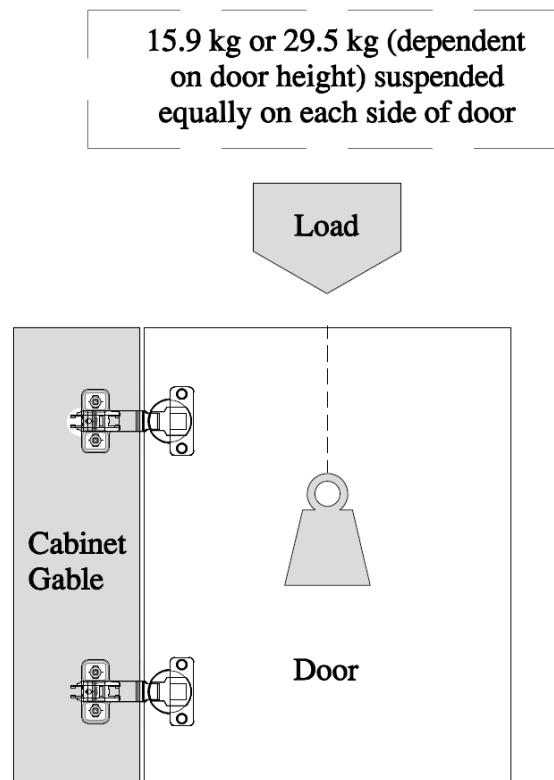 15.9 kg or 29.5 kg (dependent
on door height) suspended
equally on each side of door
Load
Cabinet
Gable
Door